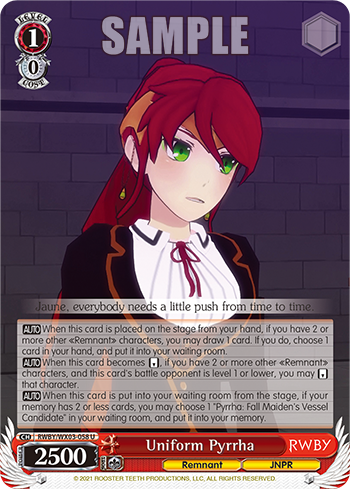 LEVEL
1
0
COST
SAMPLE
Jaune, everybody needs a little push from time to time.
AUTO When this card is placed on the stage from your hand, if you have 2 or
more other «Remnant» characters, you may draw 1 card. If you do, choose 1
card in your hand, and put it into your waiting room.
AUTO When this card becomes , if you have 2 or more other «Remnant»
characters, and this card's battle opponent is level 1 or lower, you may
that character.
AUTO When this card is put into your waiting room from the stage, if your
memory has 2 or less cards, you may choose 1 "Pyrrha: Fall Maiden's Vessel
Candidate" in your waiting room, and put it into your memory.
CH RWBY/WX03-058 U
POWER
2500
Uniform Pyrrha
RWBY
Remnant
JNPR
© 2021 ROOSTER TEETH PRODUCTIONS, LLC, ALL RIGHTS RESERVED.